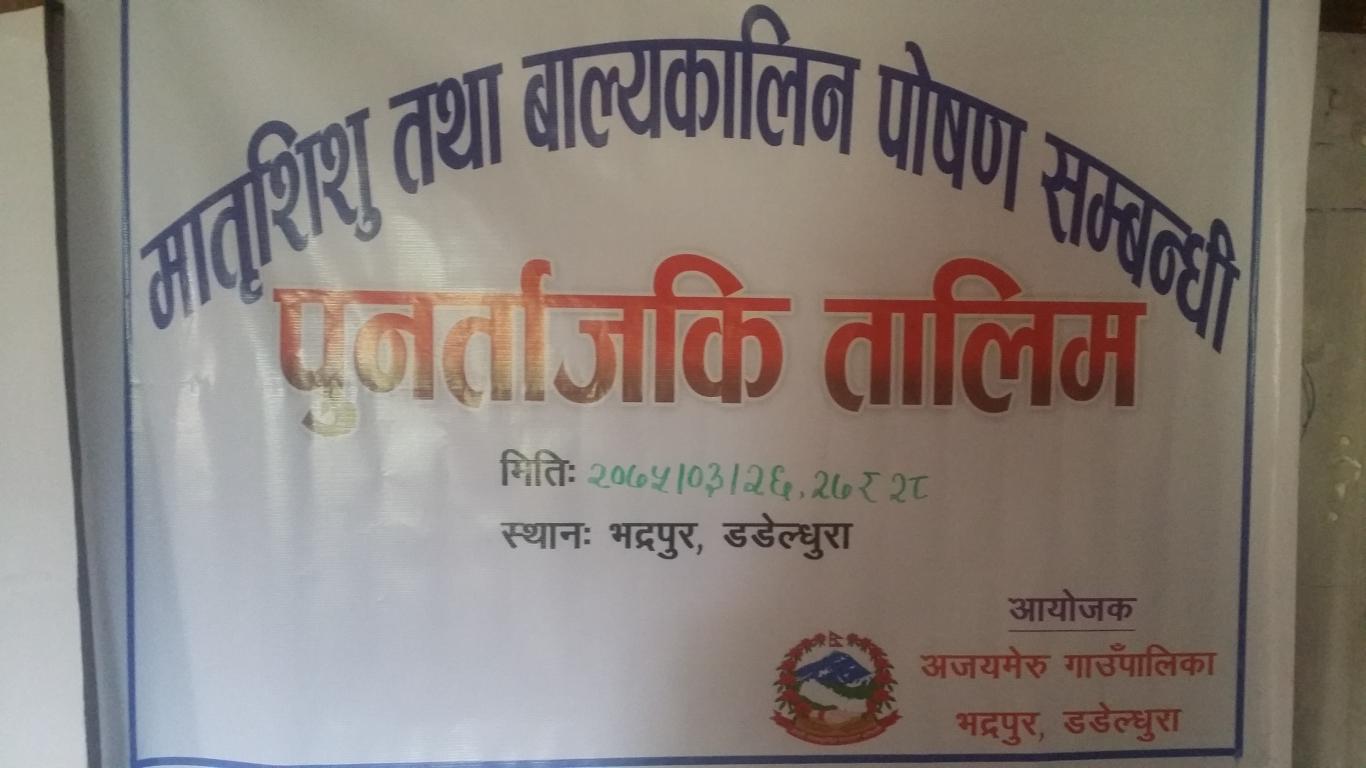 मातृशिशु तथा बाल्यकालिन पोषण सम्बन्धी
पुनर्ताजकि तालिम
मितिः २०७५।०३।२६, २७ र २८
स्थानः भद्रपुर, डडेल्धुरा
आयोजक
अजयमेरु गाउँपालिका
भद्रपुर, डडेल्धुरा